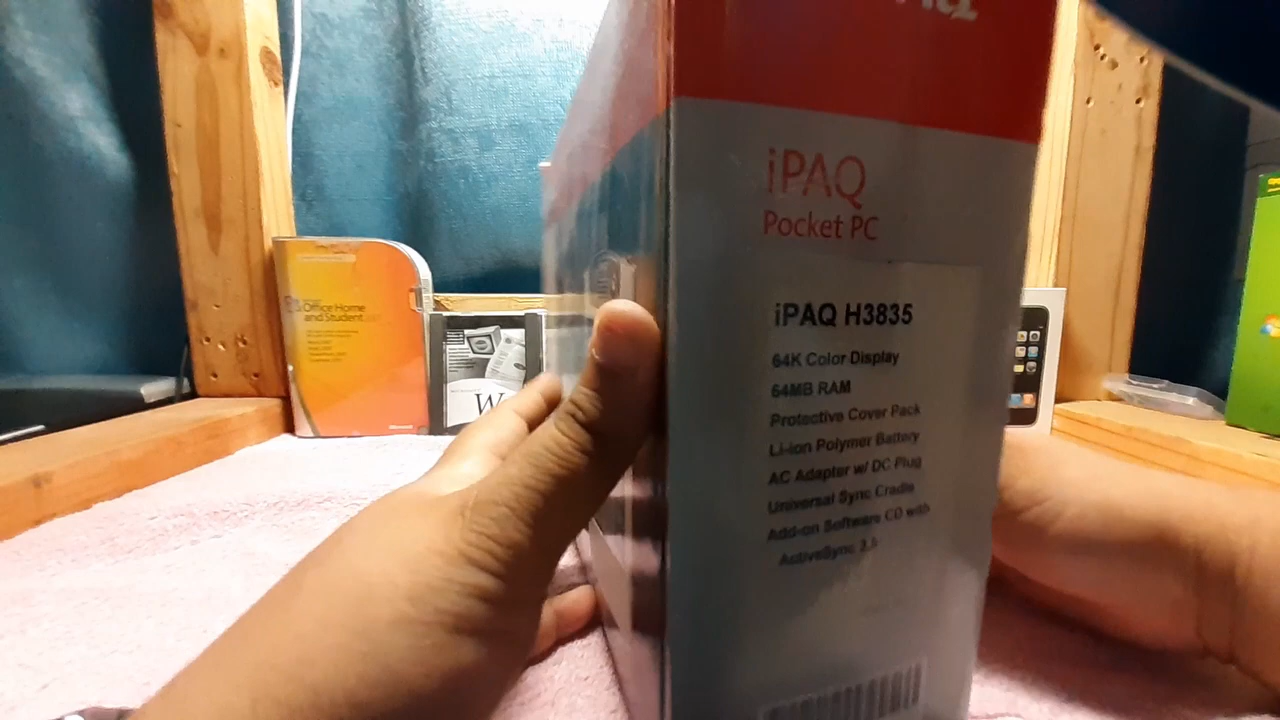 iPAQ
Pocket PC
iPAQ H3835
64K Color Display
64MB RAM
Protective Cover Pack
Li-ion Polymer Battery
AC Adapter w/ DC Plug
Universal Sync Cradle
Add-on Software CD with
ActiveSync 3.5
Office Home
and Student
Microsoft
W